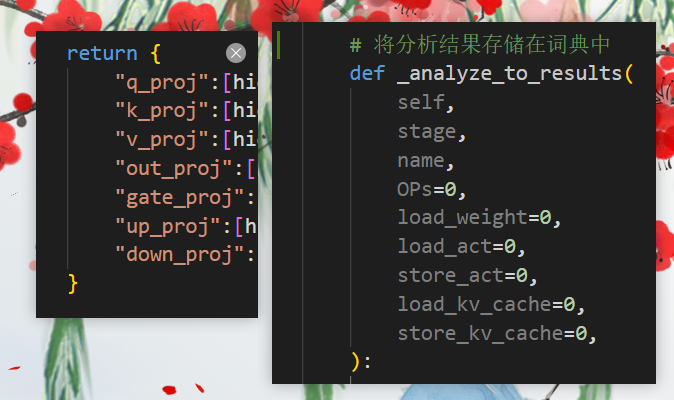 return {
"q_proj":[hi
"k_proj":[hi
"v_proj":[hi
"out_proj":[
"gate_proj":
"up_proj":[h
"down_proj":
}
# 将分析结果存储在词典中
def _analyze_to_results(
self,
stage,
name,
OPs=0,
load_weight=0,
load_act=0,
store_act=0,
load_kv_cache=0,
store_kv_cache=0,
):